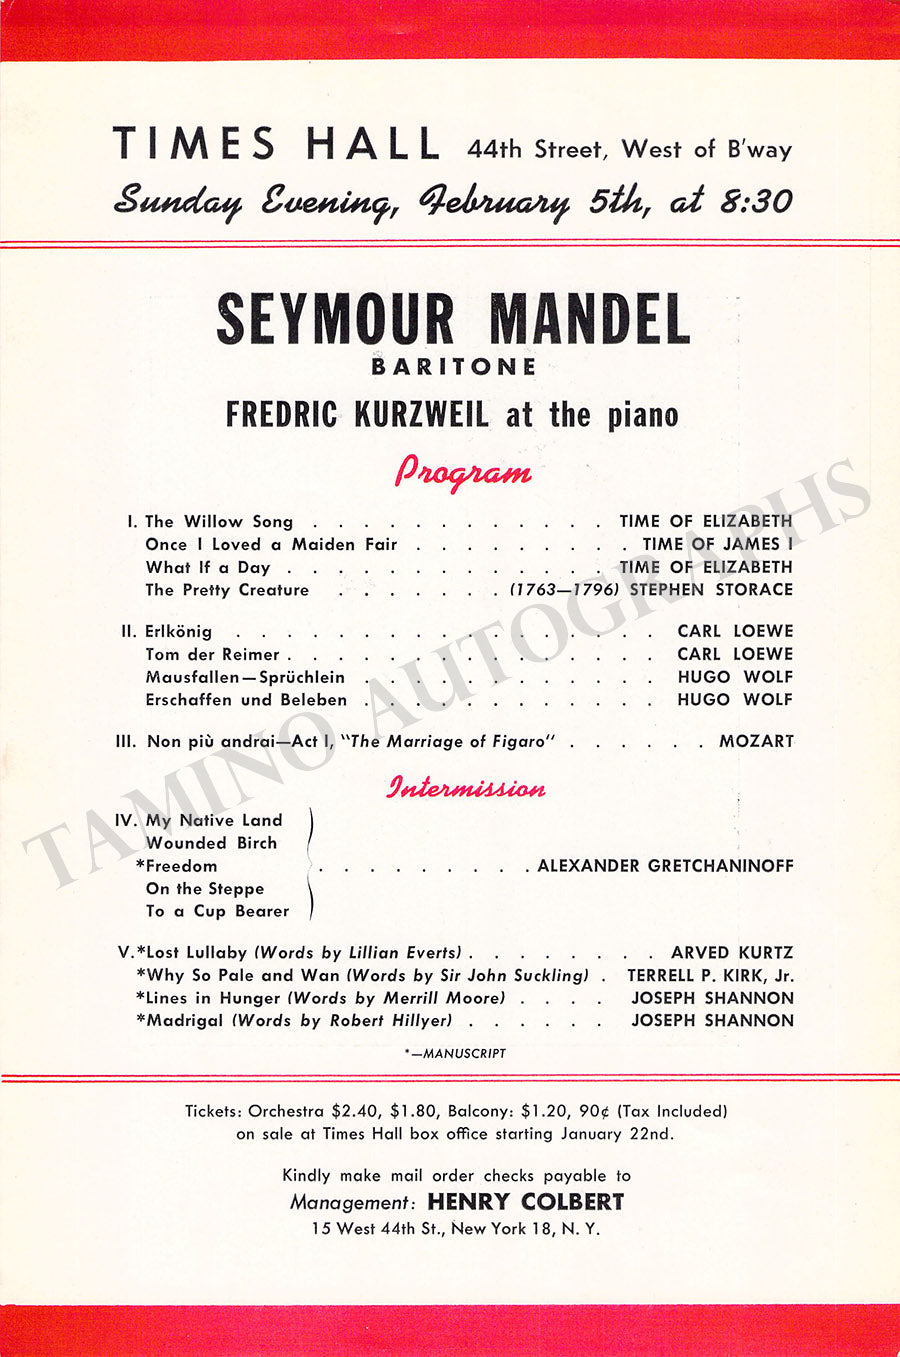 TIMES HALL 44th Street, West of B'way
Sunday Evening, February 5th, at 8:30
SEYMOUR MANDEL
BARITONE
FREDRIC KURZWEIL at the piano
Program
I. The Willow Song . . . . . . . . . . . . . TIME OF ELIZABETH
Once I Loved a Maiden Fair . . . . . . . . . . TIME OF JAMES I
What If a Day . . . . . . . . . . . . . . TIME OF ELIZABETH
The Pretty Creature . . . . . . . (1763—1796) STEPHEN STORACE
II. Erlkönig . . . . . . . . . . . . . . . . . CARL LOEWE
Tom der Reimer . . . . . . . . . . . . . . CARL LOEWE
Mausfallen—Sprüchlein . . . . . . . . . . . HUGO WOLF
Erschaffen und Beleben . . . . . . . . . . . HUGO WOLF
III. Non più andrai—Act I, "The Marriage of Figaro" . . . . . . MOZART
Intermission
IV. My Native Land
Wounded Birch
*Freedom . . . . . . . . . . ALEXANDER GRETCHANINOFF
On the Steppe
To a Cup Bearer
V. *Lost Lullaby (Words by Lillian Everts) . . . . . . . . ARVED KURTZ
*Why So Pale and Wan (Words by Sir John Suckling) . TERRELL P. KIRK, Jr.
*Lines in Hunger (Words by Merrill Moore) . . . . JOSEPH SHANNON
*Madrigal (Words by Robert Hillyer) . . . . . . JOSEPH SHANNON
*—MANUSCRIPT
Tickets: Orchestra $2.40, $1.80, Balcony: $1.20, 90¢ (Tax Included)
on sale at Times Hall box office starting January 22nd.
Kindly make mail order checks payable to
Management: HENRY COLBERT
15 West 44th St., New York 18, N. Y.
TAMINO AUTOGRAPHS